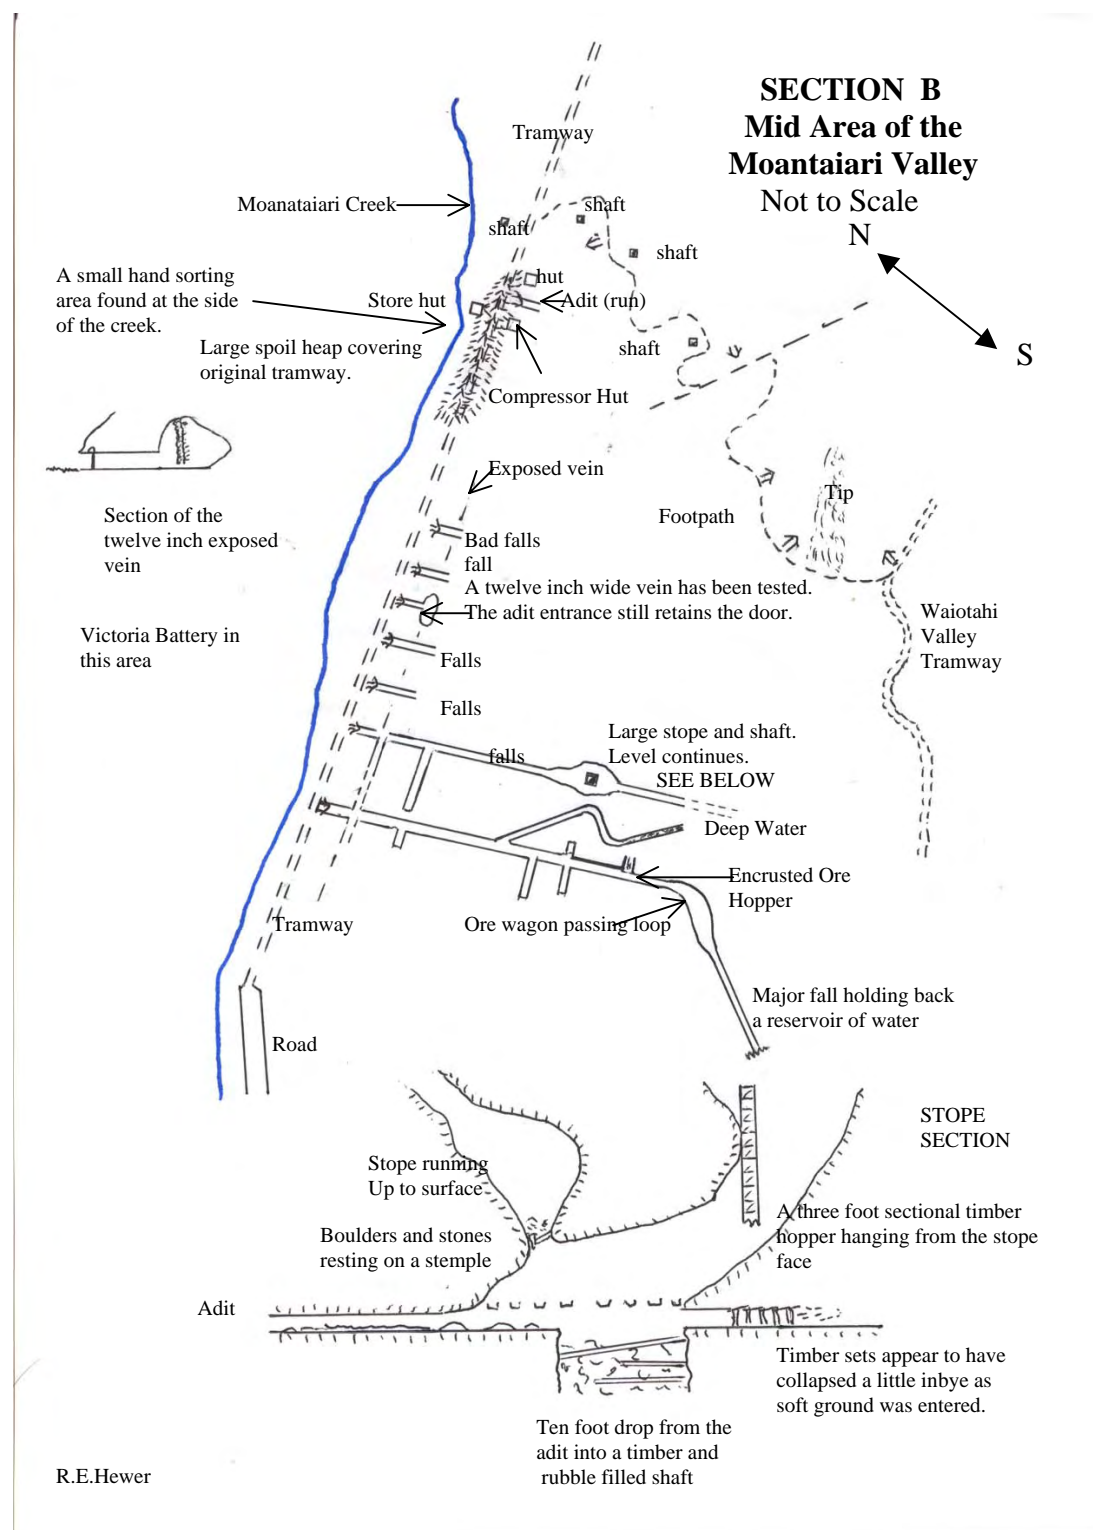 SECTION B
Mid Area of the
Moantaiari Valley
Not to Scale
N
S
Tramway
Moanataiari Creek
shaft
shaft
shaft
hut
A small hand sorting
area found at the side
of the creek.
Store hut
Adit (run)
Large spoil heap covering
original tramway.
shaft
Compressor Hut
Exposed vein
Tip
Section of the
twelve inch exposed
vein
Footpath
Bad falls
fall
A twelve inch wide vein has been tested.
The adit entrance still retains the door.
Victoria Battery in
this area
Waiotahi
Valley
Tramway
Falls
Falls
falls
Large stope and shaft.
Level continues.
SEE BELOW
Deep Water
Encrusted Ore
Hopper
Tramway
Ore wagon passing loop
Major fall holding back
a reservoir of water
Road
STOPE
SECTION
Stope running
Up to surface
A three foot sectional timber
hopper hanging from the stope
face
Boulders and stones
resting on a stemple
Adit
Timber sets appear to have
collapsed a little inbye as
soft ground was entered.
Ten foot drop from the
adit into a timber and
rubble filled shaft
R.E.Hewer